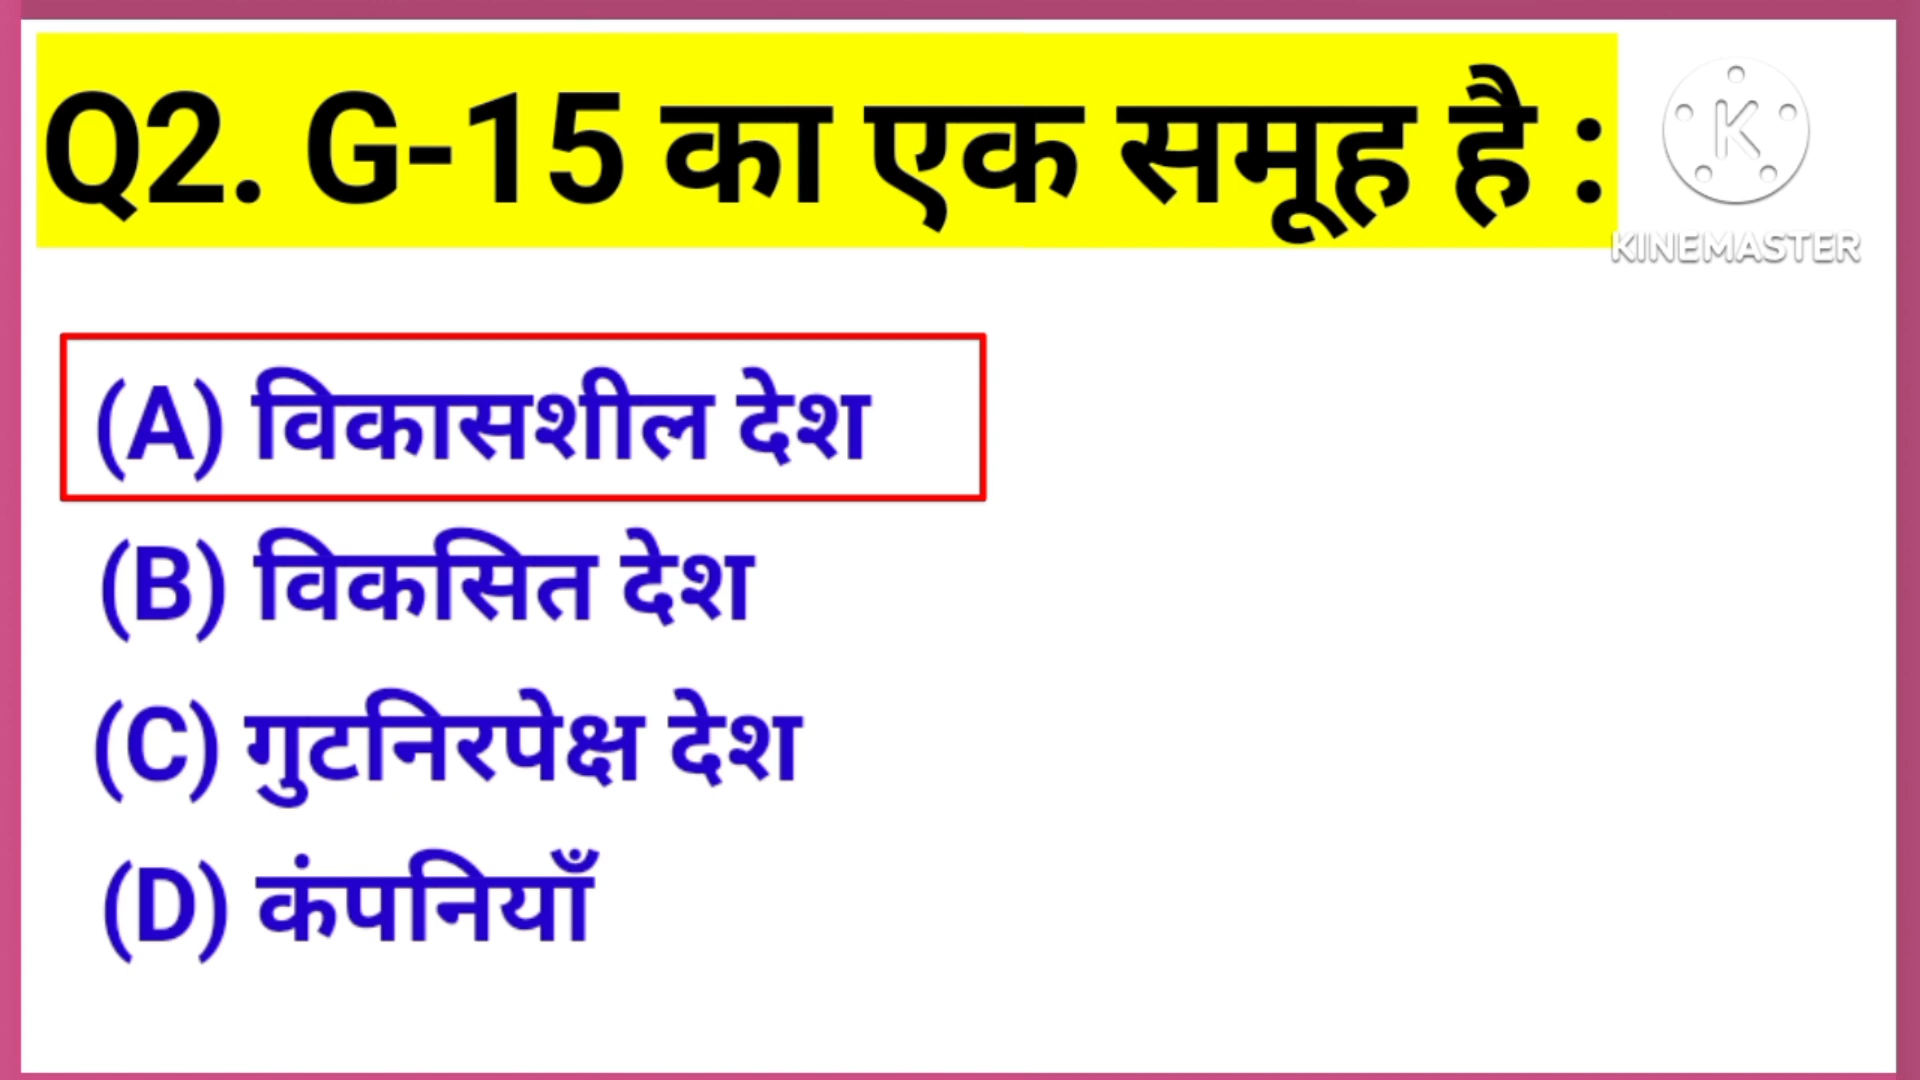 Q2. G-15 का एक समूह है :
K
KINEMASTER
(A) विकासशील देश
(B) विकसित देश
(C) गुटनिरपेक्ष देश
(D) कंपनियाँ